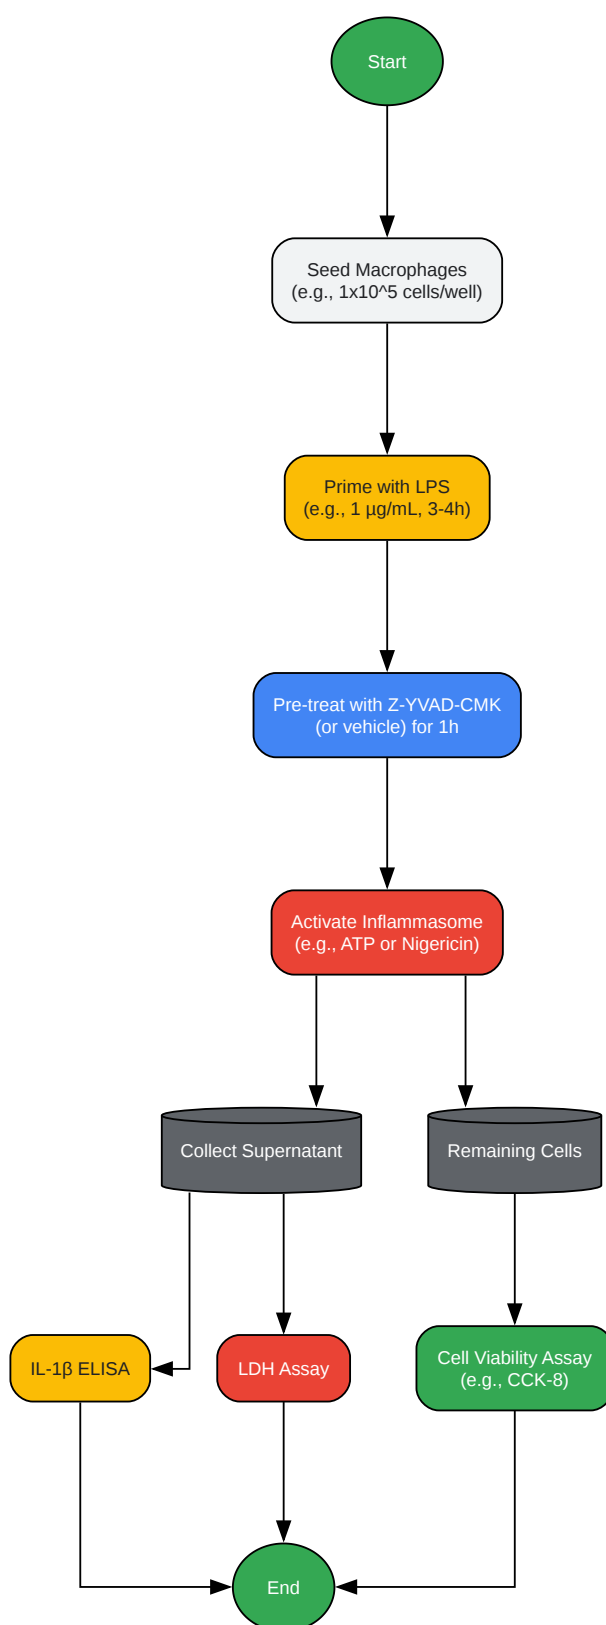 Start
Seed Macrophages
(e.g., 1x10^5 cells/well)
Prime with LPS
(e.g., 1 µg/mL, 3-4h)
Pre-treat with Z-YVAD-CMK
(or vehicle) for 1h
Activate Inflammasome
(e.g., ATP or Nigericin)
Collect Supernatant
Remaining Cells
IL-1β ELISA
LDH Assay
Cell Viability Assay
(e.g., CCK-8)
End